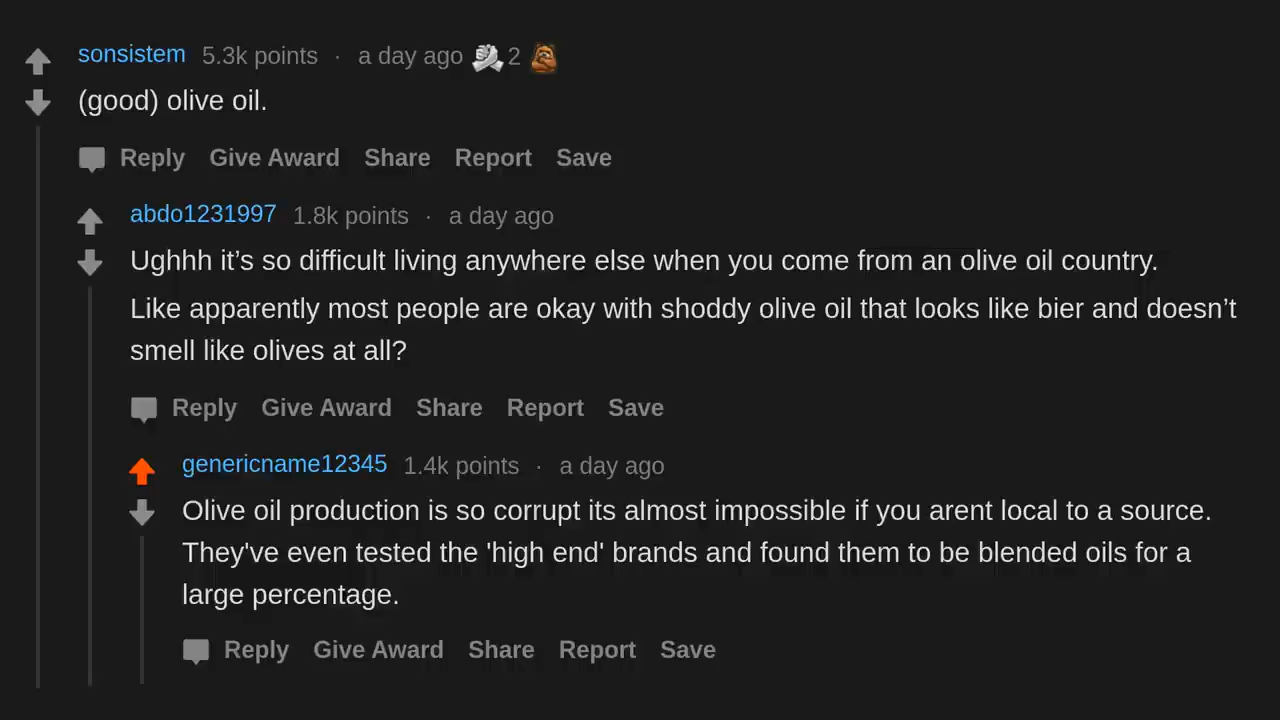 sonsistem 5.3k points · a day ago 2
(good) olive oil.
Reply Give Award Share Report Save
abdo1231997 1.8k points · a day ago
Ughhh it’s so difficult living anywhere else when you come from an olive oil country.
Like apparently most people are okay with shoddy olive oil that looks like bier and doesn’t
smell like olives at all?
Reply Give Award Share Report Save
genericname12345 1.4k points · a day ago
Olive oil production is so corrupt its almost impossible if you arent local to a source.
They've even tested the 'high end' brands and found them to be blended oils for a
large percentage.
Reply Give Award Share Report Save